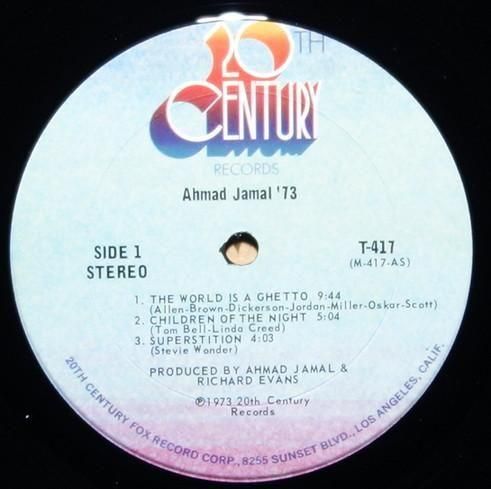 20TH
CENTURY
RECORDS
Ahmad Jamal '73
SIDE 1
STEREO
T-417
(M-417-AS)
1. THE WORLD IS A GHETTO 9:44
(Allen-Brown-Dickerson-Jordan-Miller-Oskar-Scott)
2. CHILDREN OF THE NIGHT 5:04
(Tom Bell-Linda Creed)
3. SUPERSTITION 4:03
(Stevie Wonder)
PRODUCED BY AHMAD JAMAL &
RICHARD EVANS
℗1973 20th Century
Records
20TH CENTURY FOX RECORD CORP., 8255 SUNSET BLVD., LOS ANGELES, CALIF.